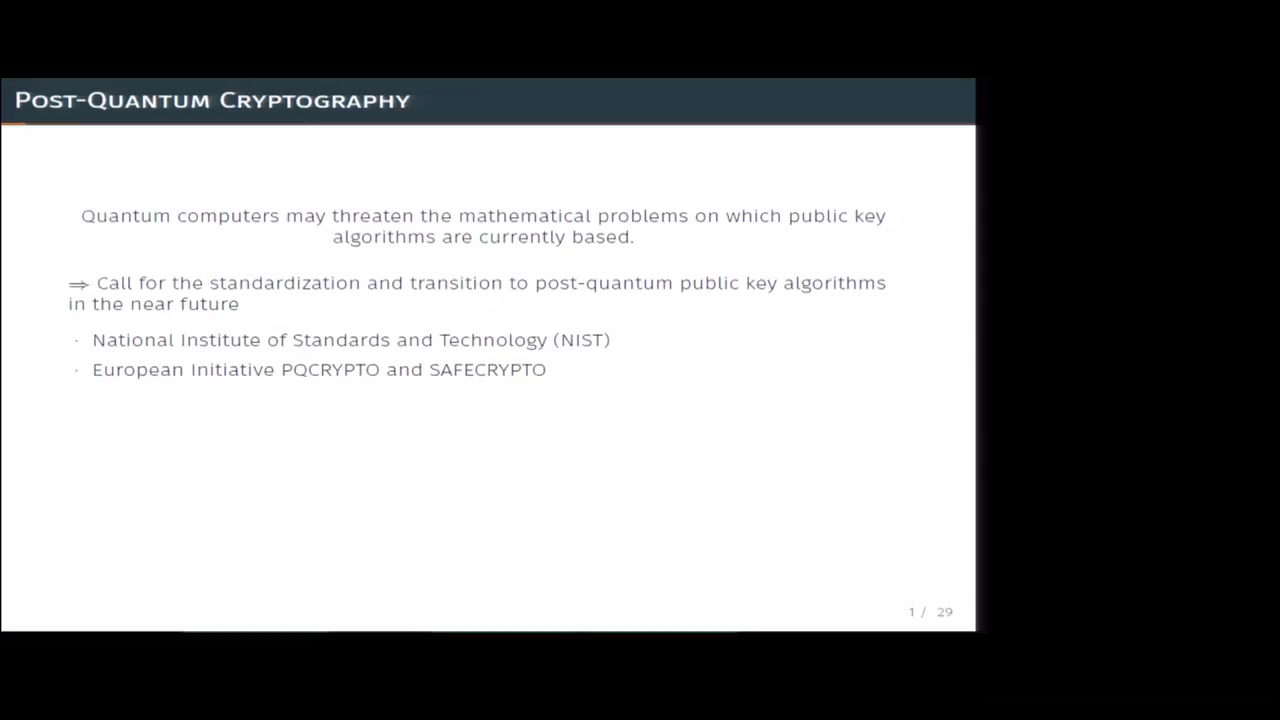 Post-Quantum Cryptography
Quantum computers may threaten the mathematical problems on which public key
algorithms are currently based.
⇒ Call for the standardization and transition to post-quantum public key algorithms
in the near future
· National Institute of Standards and Technology (NIST)
· European Initiative PQCRYPTO and SAFECRYPTO
1 / 29